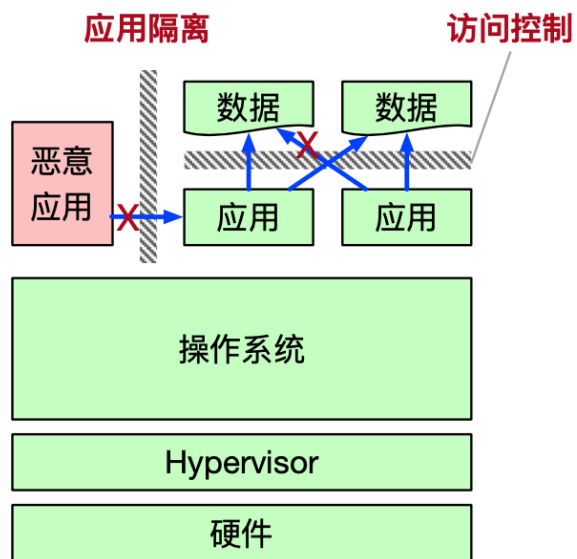 应用隔离
访问控制
数据
数据
恶意
应用
X
X
应用
应用
操作系统
Hypervisor
硬件